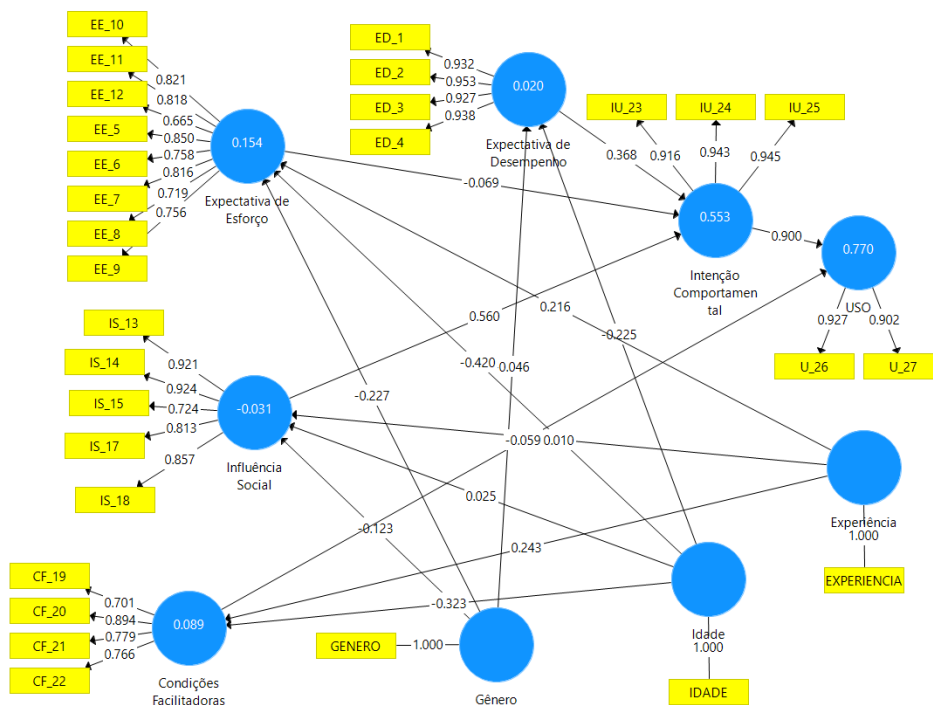 EE_10
EE_11
EE_12
EE_5
EE_6
EE_7
EE_8
EE_9
0.821
0.818
0.665
0.850
0.758
0.816
0.719
0.756
0.154
Expectativa de
Esforço
ED_1
ED_2
ED_3
ED_4
0.932
0.953
0.927
0.938
0.020
Expectativa de
Desempenho
IU_23
IU_24
IU_25
0.916
0.943
0.945
0.368
-0.069
0.553
Intenção
Comportamen
tal
0.900
0.770
USO
0.927
0.902
U_26
U_27
0.560
0.216
-0.225
-0.420
0.046
-0.227
IS_13
IS_14
IS_15
IS_17
IS_18
0.921
0.924
0.724
0.813
0.857
-0.031
Influência
Social
-0.059
0.010
0.025
-0.123
0.243
-0.323
Experiência
1.000
EXPERIENCIA
CF_19
CF_20
CF_21
CF_22
0.701
0.894
0.779
0.766
0.089
Condições
Facilitadoras
GENERO
1.000
Gênero
Idade
1.000
IDADE